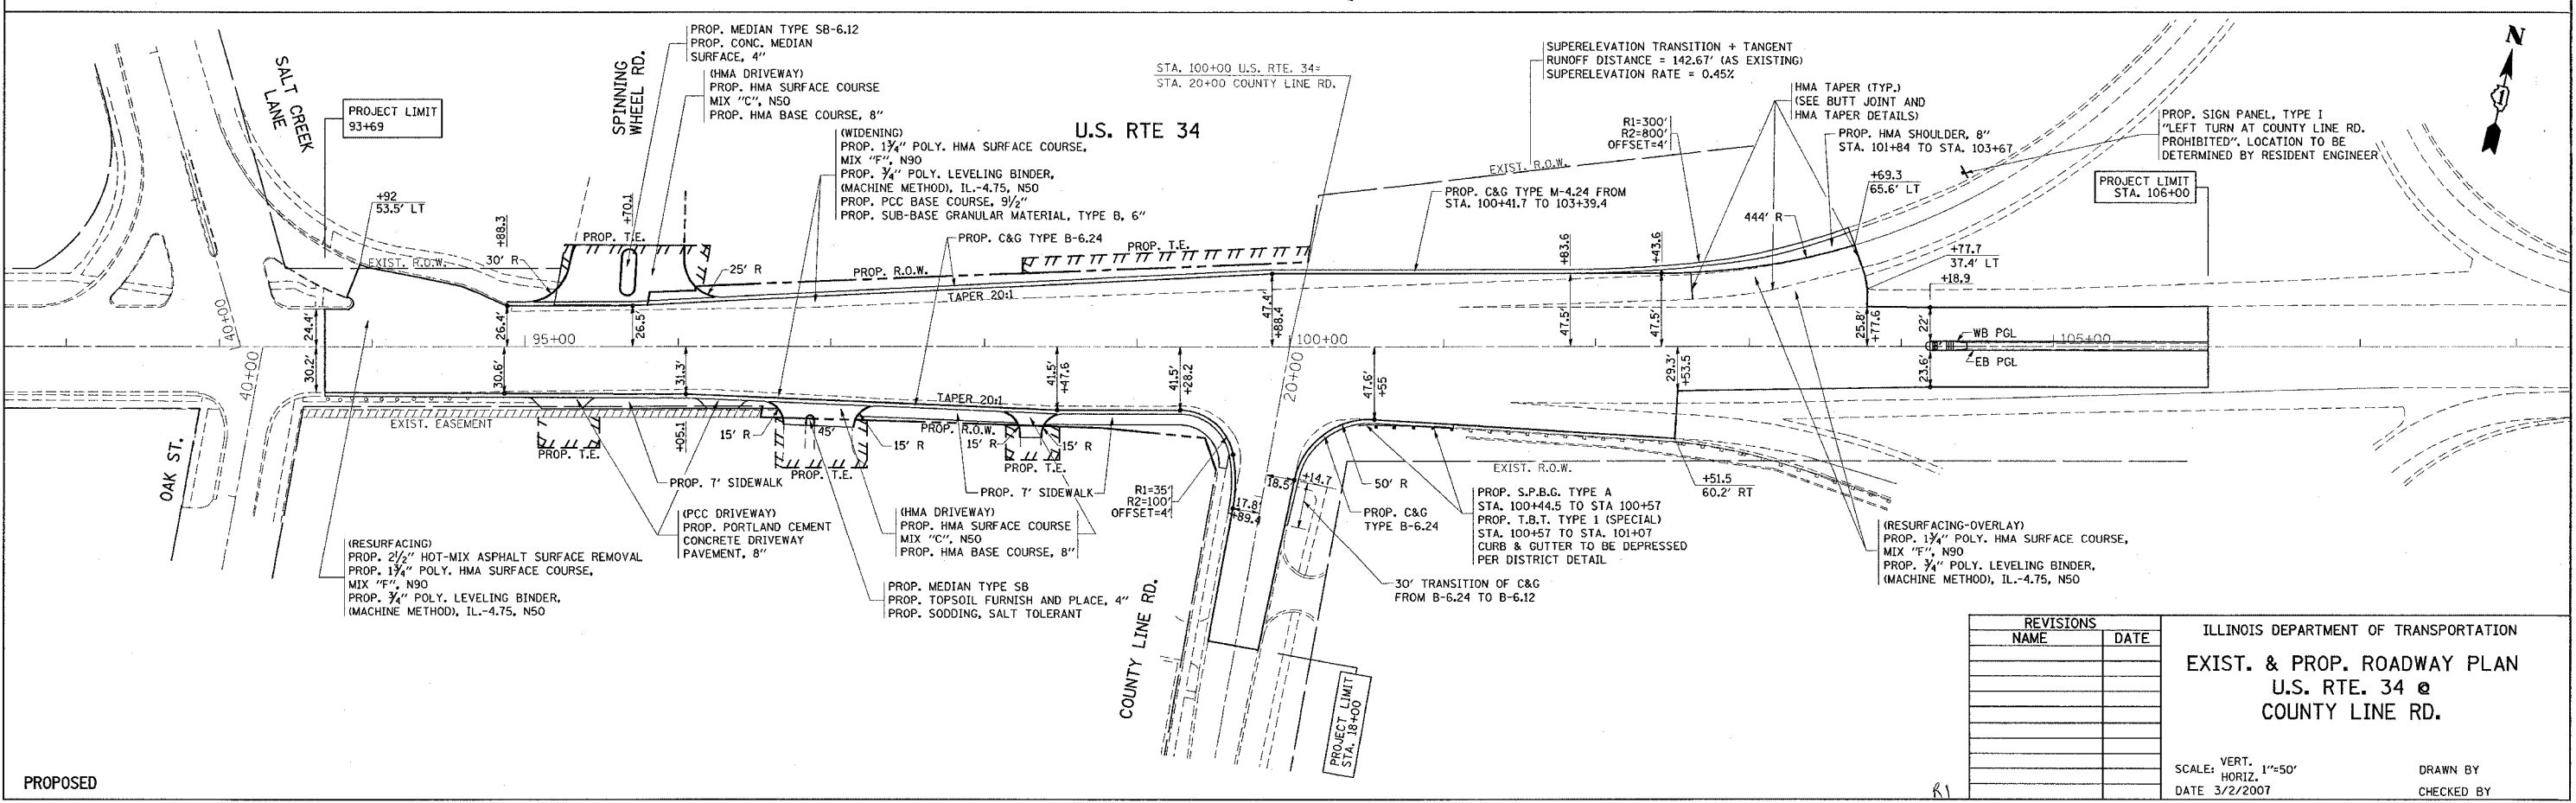 SALT CREEK
LANE
PROJECT LIMIT
93+69
SPINNING
WHEEL RD.
PROP. MEDIAN TYPE SB-6.12
PROP. CONC. MEDIAN
SURFACE, 4"
(HMA DRIVEWAY)
PROP. HMA SURFACE COURSE
MIX "C", N50
PROP. HMA BASE COURSE, 8"
(WIDENING)
PROP. 1¾" POLY. HMA SURFACE COURSE,
MIX "F", N90
PROP. ¾" POLY. LEVELING BINDER,
(MACHINE METHOD), IL.-4.75, N50
PROP. PCC BASE COURSE, 9½"
PROP. SUB-BASE GRANULAR MATERIAL, TYPE B, 6"
U.S. RTE 34
STA. 100+00 U.S. RTE. 34=
STA. 20+00 COUNTY LINE RD.
SUPERELEVATION TRANSITION + TANGENT
RUNOFF DISTANCE = 142.67' (AS EXISTING)
SUPERELEVATION RATE = 0.45%
HMA TAPER (TYP.)
(SEE BUTT JOINT AND
HMA TAPER DETAILS)
R1=300'
R2=800'
OFFSET=4'
PROP. HMA SHOULDER, 8"
STA. 101+84 TO STA. 103+67
PROP. SIGN PANEL, TYPE I
"LEFT TURN AT COUNTY LINE RD.
PROHIBITED". LOCATION TO BE
DETERMINED BY RESIDENT ENGINEER
N
1
PROJECT LIMIT
STA. 106+00
EXIST. R.O.W.
PROP. C&G TYPE M-4.24 FROM
STA. 100+41.7 TO 103+39.4
+69.3
65.6' LT
444' R
+77.7
37.4' LT
+18.9
+92
53.5' LT
+88.3
+70.1
PROP. T.E.
EXIST. R.O.W.
30' R
25' R
PROP. R.O.W.
PROP. C&G TYPE B-6.24
PROP. T.E.
TAPER 20:1
+83.6
+43.6
40+00
24.4'
26.4'
26.5'
47.4'
+88.4
47.5'
47.5'
25.8'
+77.6
22'
95+00
100+00
105+00
WB PGL
EB PGL
40+00
30.2'
30.6'
31.3'
41.5'
+47.6
41.5'
+28.2
20+00
47.6'
+55
29.3'
+53.5
23.6'
TAPER 20:1
EXIST. EASEMENT
+05.1
15' R
45'
15' R
PROP. R.O.W.
15' R
15' R
PROP. T.E.
PROP. T.E.
PROP. T.E.
OAK ST.
PROP. 7' SIDEWALK
PROP. 7' SIDEWALK
R1=35'
R2=100'
OFFSET=4'
17.8'
+89.4
18.5'
+14.7
50' R
PROP. C&G
TYPE B-6.24
EXIST. R.O.W.
PROP. S.P.B.G. TYPE A
STA. 100+44.5 TO STA 100+57
PROP. T.B.T. TYPE 1 (SPECIAL)
STA. 100+57 TO STA. 101+07
CURB & GUTTER TO BE DEPRESSED
PER DISTRICT DETAIL
+51.5
60.2' RT
(RESURFACING)
PROP. 2½" HOT-MIX ASPHALT SURFACE REMOVAL
PROP. 1¾" POLY. HMA SURFACE COURSE,
MIX "F", N90
PROP. ¾" POLY. LEVELING BINDER,
(MACHINE METHOD), IL.-4.75, N50
(PCC DRIVEWAY)
PROP. PORTLAND CEMENT
CONCRETE DRIVEWAY
PAVEMENT, 8"
(HMA DRIVEWAY)
PROP. HMA SURFACE COURSE
MIX "C", N50
PROP. HMA BASE COURSE, 8"
PROP. MEDIAN TYPE SB
PROP. TOPSOIL FURNISH AND PLACE, 4"
PROP. SODDING, SALT TOLERANT
COUNTY LINE RD.
30' TRANSITION OF C&G
FROM B-6.24 TO B-6.12
(RESURFACING-OVERLAY)
PROP. 1¾" POLY. HMA SURFACE COURSE,
MIX "F", N90
PROP. ¾" POLY. LEVELING BINDER,
(MACHINE METHOD), IL.-4.75, N50
PROJECT LIMIT
STA. 18+00
REVISIONS
NAME DATE
ILLINOIS DEPARTMENT OF TRANSPORTATION
EXIST. & PROP. ROADWAY PLAN
U.S. RTE. 34 @
COUNTY LINE RD.
SCALE: VERT. HORIZ. 1"=50'
DATE 3/2/2007
DRAWN BY
CHECKED BY
PROPOSED
R1